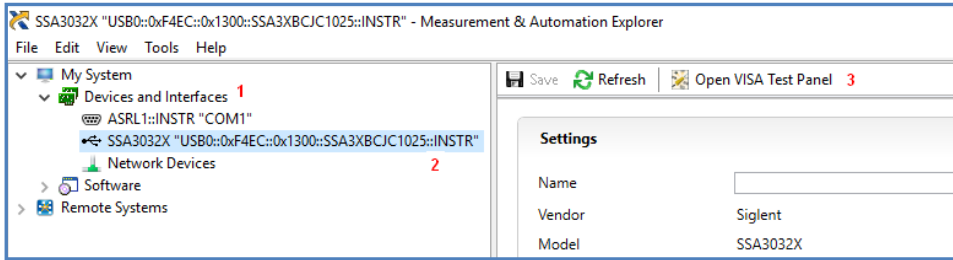 SSA3032X "USB0::0xF4EC::0x1300::SSA3XBCJC1025::INSTR" - Measurement & Automation Explorer
File Edit View Tools Help
My System
Devices and Interfaces 1
ASRL1::INSTR "COM1"
SSA3032X "USB0::0xF4EC::0x1300::SSA3XBCJC1025::INSTR"
Network Devices 2
Software
Remote Systems
Save Refresh Open VISA Test Panel 3
Settings
Name
Vendor Siglent
Model SSA3032X